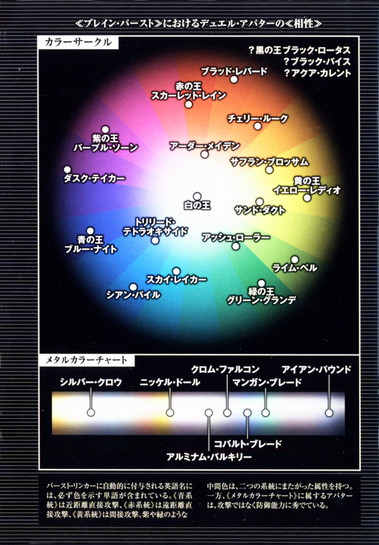 ≪ブレイン・バースト≫におけるデュエル・アバターの≪相性≫
カラーサークル
?黒の王ブラック・ロータス
?ブラック・バイス
?アクア・カレント
ブラッド・レパード
赤の王
スカーレット・レイン
チェリー・ルーク
紫の王
パープル・ソーン
アーダー・メイデン
サフラン・ブロッサム
ダスク・テイカー
黄の王
イエロー・レディオ
白の王
サンド・ダクト
トリリード・
テトラオキサイド
青の王
ブルー・ナイト
アッシュ・ローラー
スカイ・レイカー
ライム・ベル
シアン・パイル
緑の王
グリーン・グランデ
メタルカラーチャート
クロム・ファルコン
アイアン・パウンド
シルバー・クロウ
ニッケル・ドール
マンガン・ブレード
コバルト・ブレード
アルミナム・バルキリー
バーストリンカーに自動的に付与される英語名に
は、必ず色を示す単語が含まれている。《青系
統》は近距離直接攻撃、《赤系統》は遠距離直
接攻撃、《黄系統》は間接攻撃、紫や緑のような
中間色は、二つの系統にまたがった属性を持つ。
一方、《メタルカラーチャート》に属するアバター
は、攻撃ではなく防御能力に秀でている。